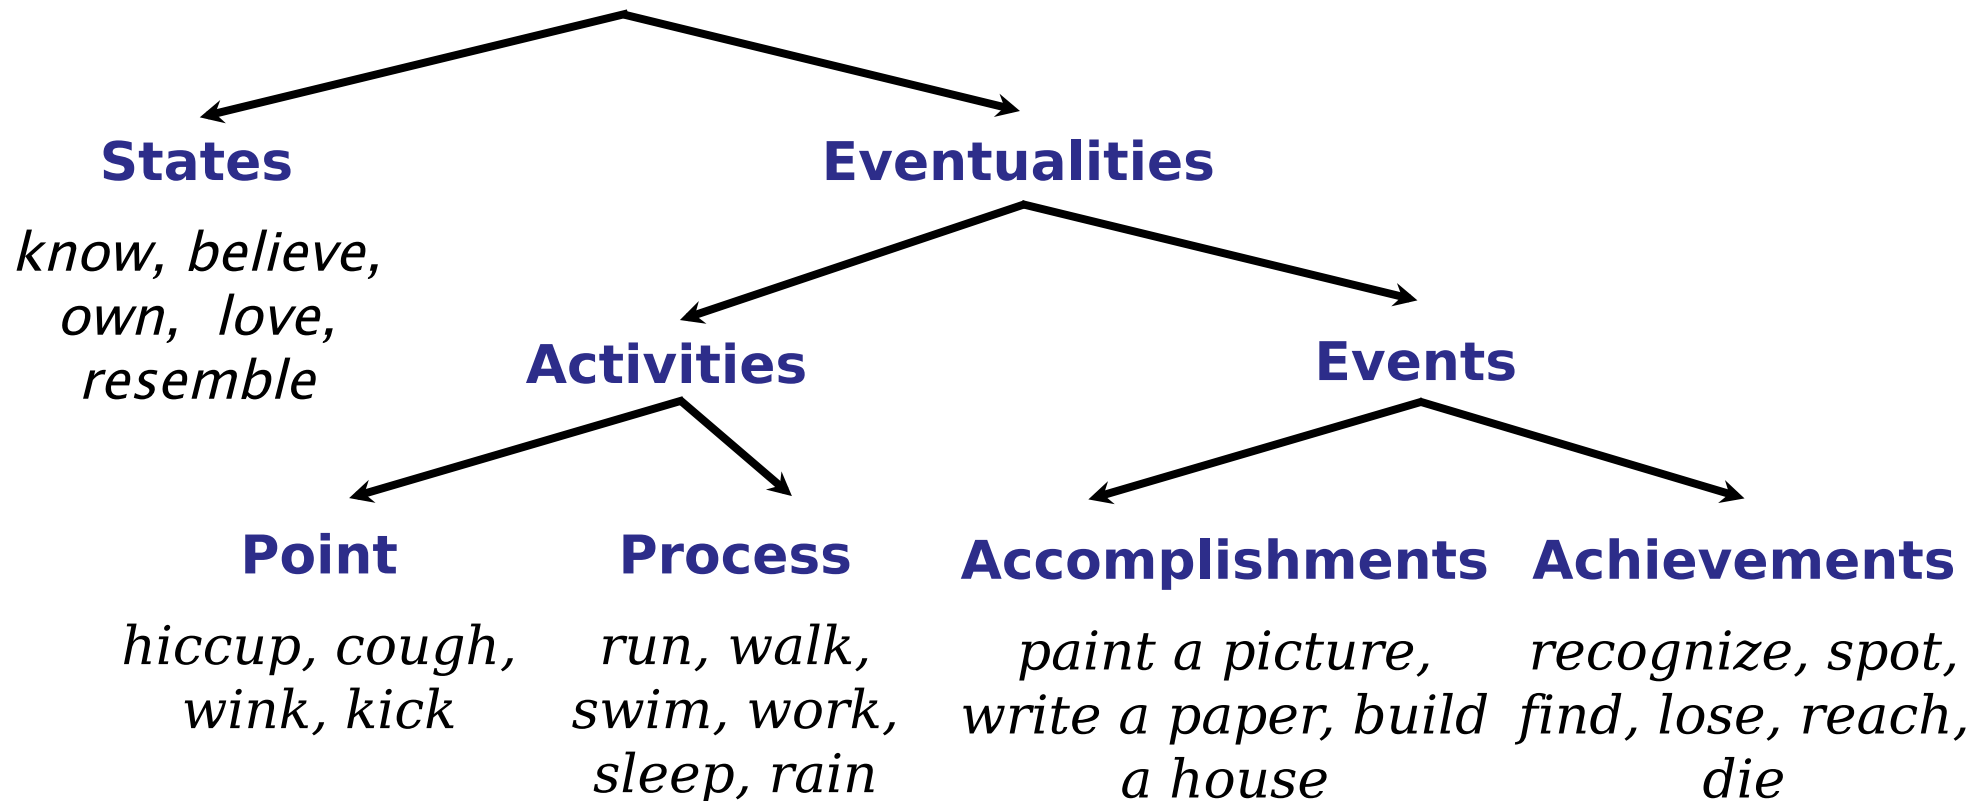 States
Eventualities
know, believe,
own, love,
resemble
Activities
Events
Point
Process
Accomplishments
Achievements
hiccup, cough,
wink, kick
run, walk,
swim, work,
sleep, rain
paint a picture,
write a paper, build
a house
recognize, spot,
find, lose, reach,
die